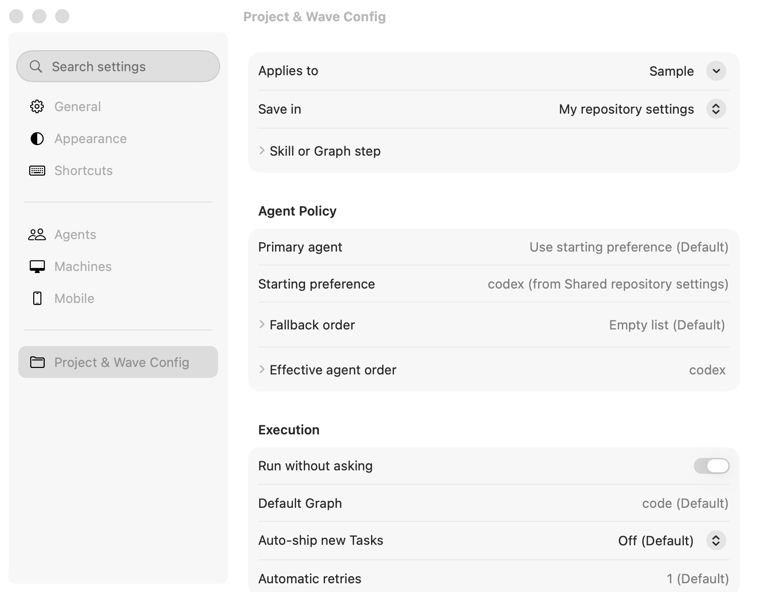 Project & Wave Config
Search settings
General
Appearance
Shortcuts
Agents
Machines
Mobile
Project & Wave Config
Applies to Sample
Save in My repository settings
Skill or Graph step
Agent Policy
Primary agent Use starting preference (Default)
Starting preference codex (from Shared repository settings)
Fallback order Empty list (Default)
Effective agent order codex
Execution
Run without asking
Default Graph code (Default)
Auto-ship new Tasks Off (Default)
Automatic retries 1 (Default)